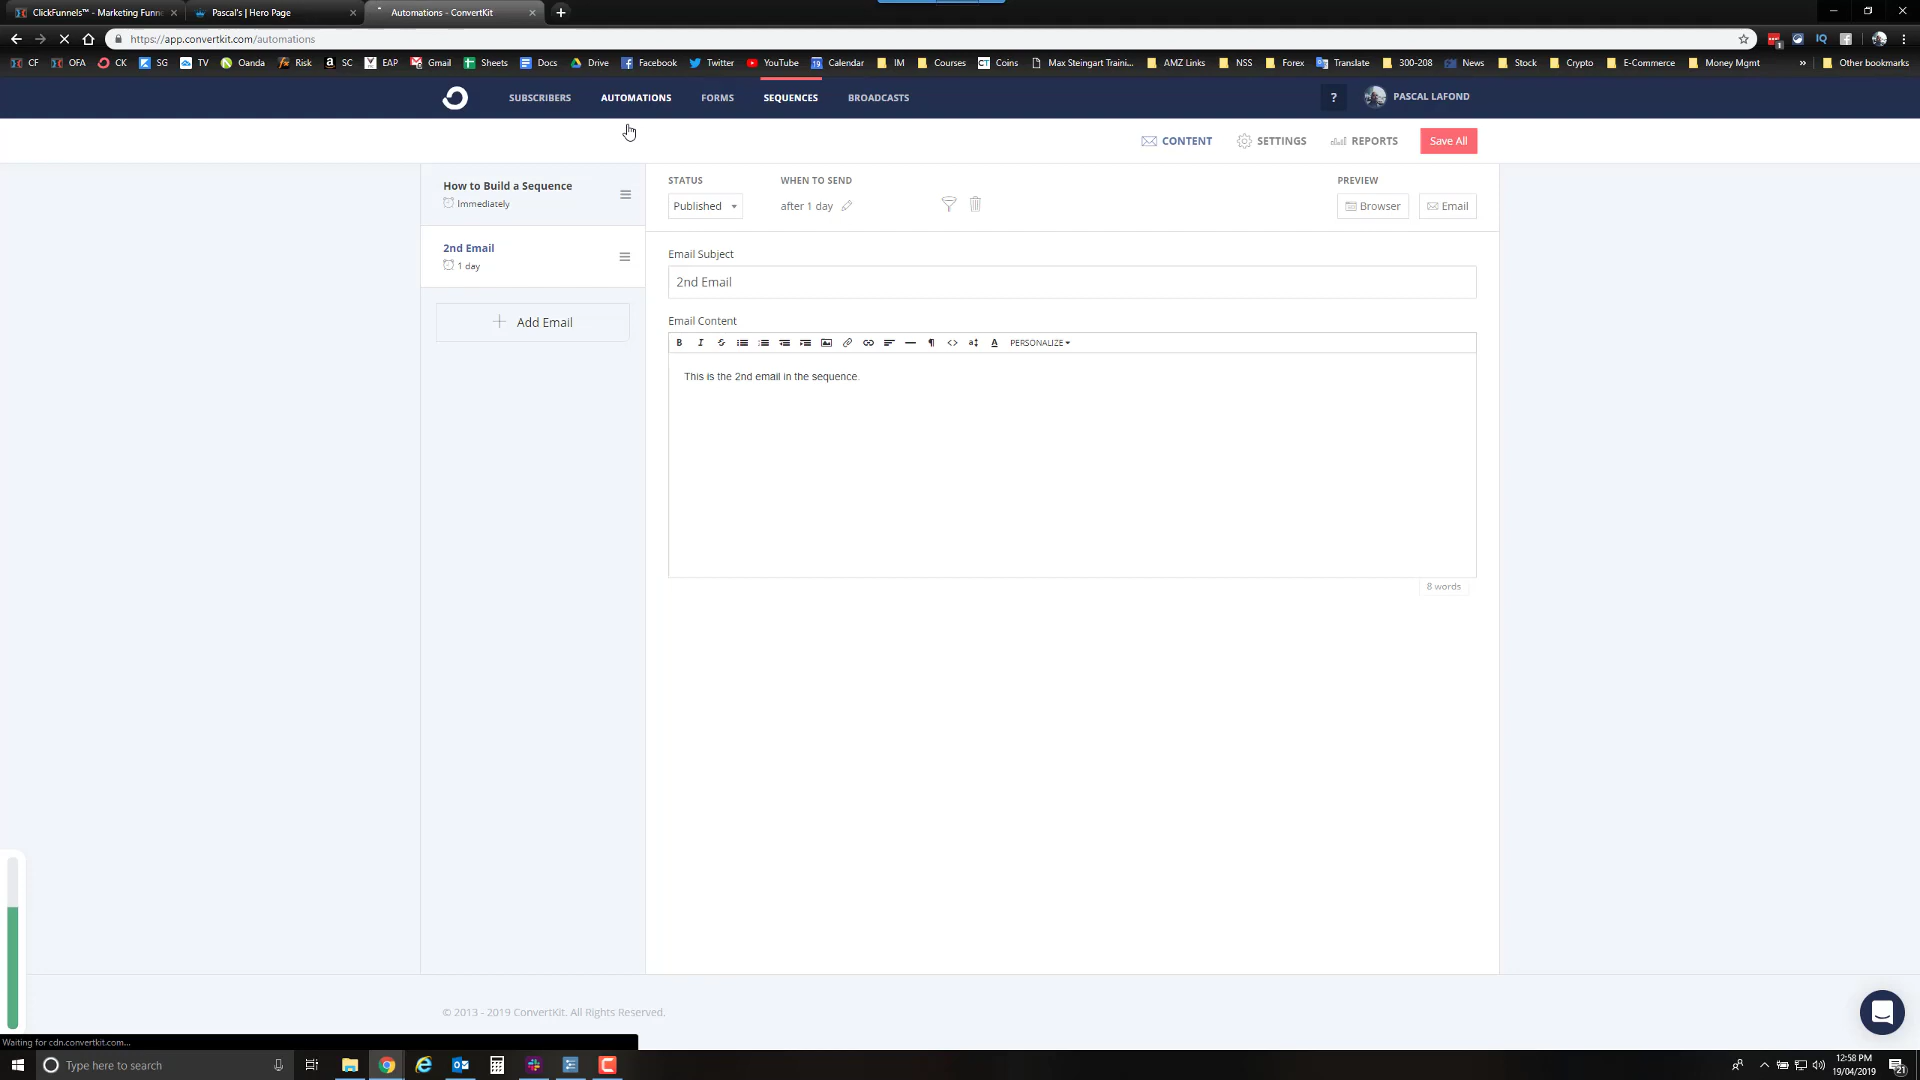 ClickFunnels™ - Marketing Funne
Pascal's | Hero Page
Automations - ConvertKit
https://app.convertkit.com/automations
CF OFA CK SG TV Oanda Risk SC EAP Gmail Sheets Docs Drive Facebook Twitter YouTube Calendar IM Courses Coins Max Steingart Traini... AMZ Links NSS Forex Translate 300-208 News Stock Crypto E-Commerce Money Mgmt » Other bookmarks
SUBSCRIBERS AUTOMATIONS FORMS SEQUENCES BROADCASTS ? PASCAL LAFOND
CONTENT SETTINGS REPORTS Save All
How to Build a Sequence
Immediately
2nd Email
1 day
Add Email
STATUS WHEN TO SEND PREVIEW
Published after 1 day Browser Email
Email Subject
2nd Email
Email Content
B I S PERSONALIZE
This is the 2nd email in the sequence.
8 words
© 2013 - 2019 ConvertKit. All Rights Reserved.
Waiting for cdn.convertkit.com...
Type here to search
12:58 PM
19/04/2019
21